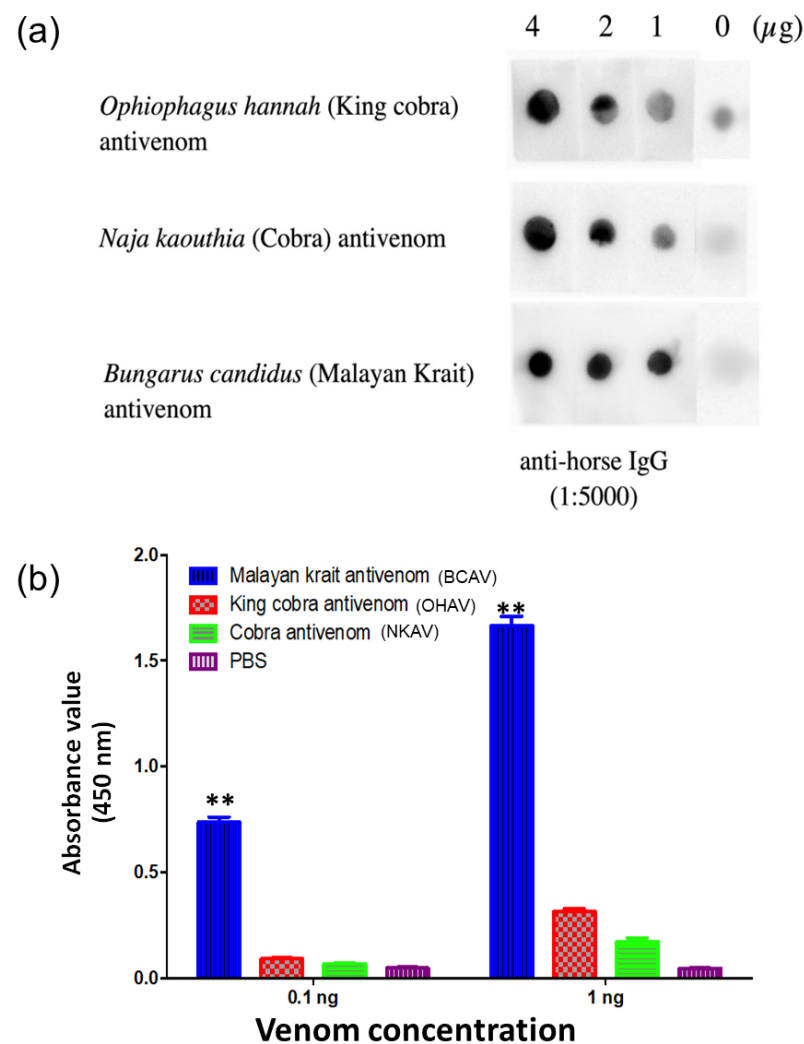 (a)
4 2 1 0 (µg)
Ophiophagus hannah (King cobra)
antivenom
Naja kaouthia (Cobra) antivenom
Bungarus candidus (Malayan Krait)
antivenom
anti-horse IgG
(1:5000)
(b)
2.0
Malayan krait antivenom (BCAV)
King cobra antivenom (OHAV)
Cobra antivenom (NKAV)
PBS
**
1.5
1.0
**
0.5
0.0
Absorbance value
(450 nm)
0.1 ng 1 ng
Venom concentration